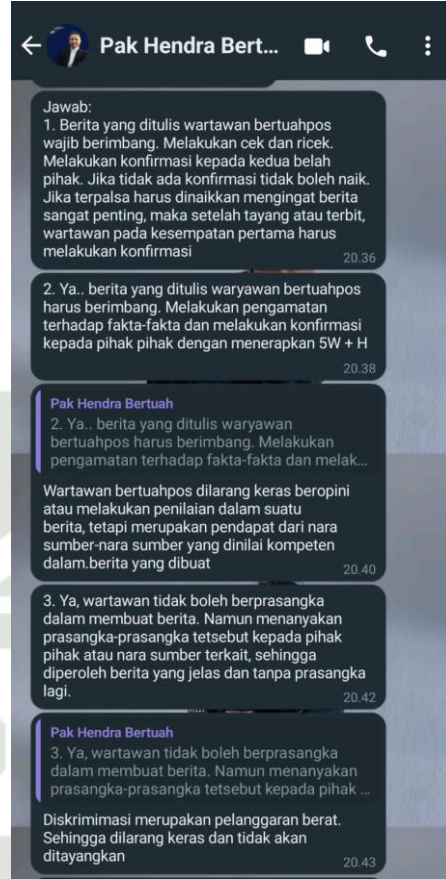 Pak Hendra Bert...
Jawab:
1. Berita yang ditulis wartawan bertuahpos
wajib berimbang. Melakukan cek dan ricek.
Melakukan konfirmasi kepada kedua belah
pihak. Jika tidak ada konfirmasi tidak boleh naik.
Jika terpalsa harus dinaikkan mengingat berita
sangat penting, maka setelah tayang atau terbit,
wartawan pada kesempatan pertama harus
melakukan konfirmasi
20.36
2. Ya.. berita yang ditulis waryawan bertuahpos
harus berimbang. Melakukan pengamatan
terhadap fakta-fakta dan melakukan konfirmasi
kepada pihak pihak dengan menerapkan 5W + H
20.38
Pak Hendra Bertuah
2. Ya.. berita yang ditulis waryawan
bertuahpos harus berimbang. Melakukan
pengamatan terhadap fakta-fakta dan melak...
Wartawan bertuahpos dilarang keras beropini
atau melakukan penilaian dalam suatu
berita, tetapi merupakan pendapat dari nara
sumber-nara sumber yang dinilai kompeten
dalam.berita yang dibuat
20.40
3. Ya, wartawan tidak boleh berprasangka
dalam membuat berita. Namun menanyakan
prasangka-prasangka tetsebut kepada pihak
pihak atau nara sumber terkait, sehingga
diperoleh berita yang jelas dan tanpa prasangka
lagi.
20.42
Pak Hendra Bertuah
3. Ya, wartawan tidak boleh berprasangka
dalam membuat berita. Namun menanyakan
prasangka-prasangka tetsebut kepada pihak ...
Diskrimimasi merupakan pelanggaran berat.
Sehingga dilarang keras dan tidak akan
ditayangkan
20.43